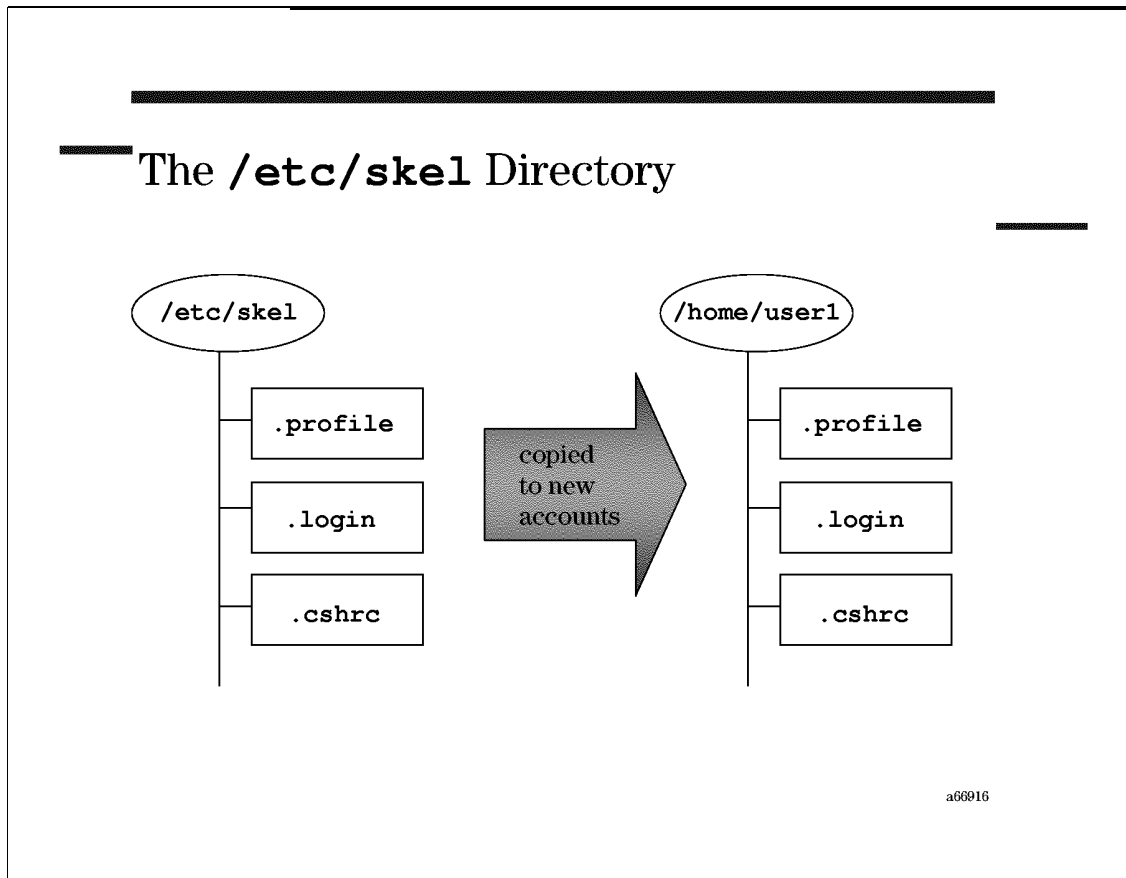 The /etc/skel Directory
/etc/skel
.profile
.login
.cshrc
copied
to new
accounts
/home/user1
.profile
.login
.cshrc
a66916